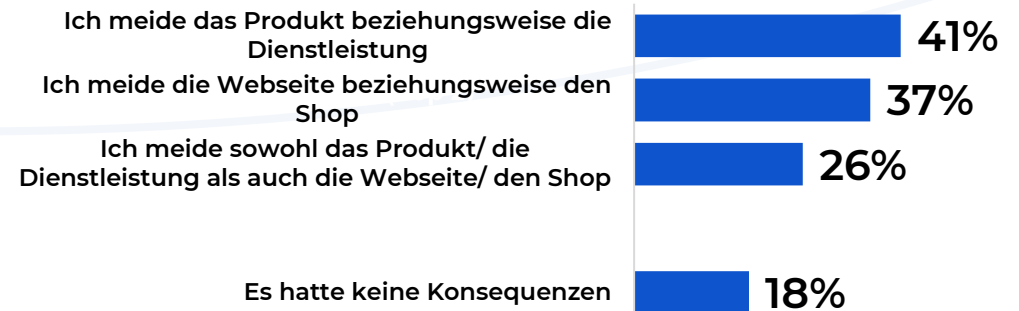 Ich meide das Produkt beziehungsweise die
Dienstleistung
41%
Ich meide die Webseite beziehungsweise den
Shop
37%
Ich meide sowohl das Produkt/ die
Dienstleistung als auch die Webseite/ den Shop
26%
Es hatte keine Konsequenzen
18%